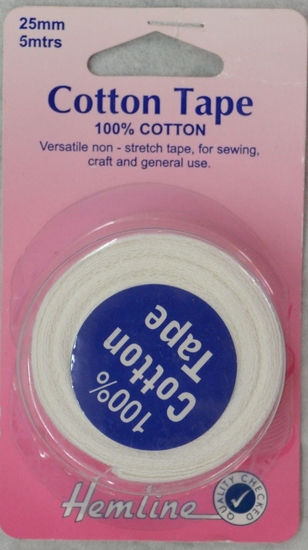 25mm
5mtrs
Cotton Tape
100% COTTON
Versatile non - stretch tape, for sewing,
craft and general use.
100%
Cotton
Tape
Hemline
QUALITY CHECKED